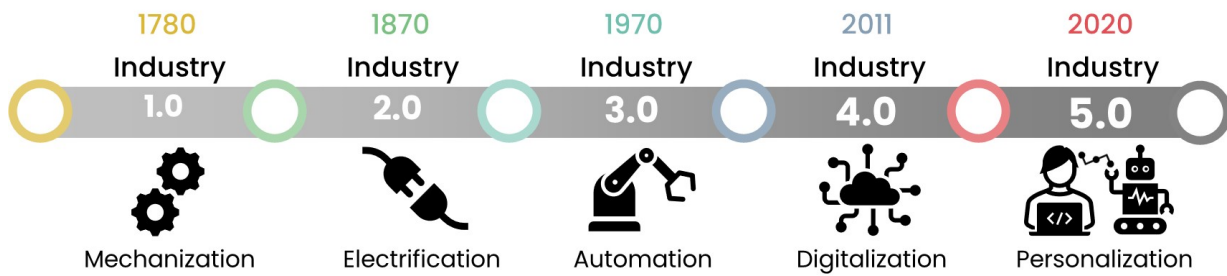 1780 1870 1970 2011 2020
Industry Industry Industry Industry Industry
1.0 2.0 3.0 4.0 5.0
</>
Mechanization Electrification Automation Digitalization Personalization